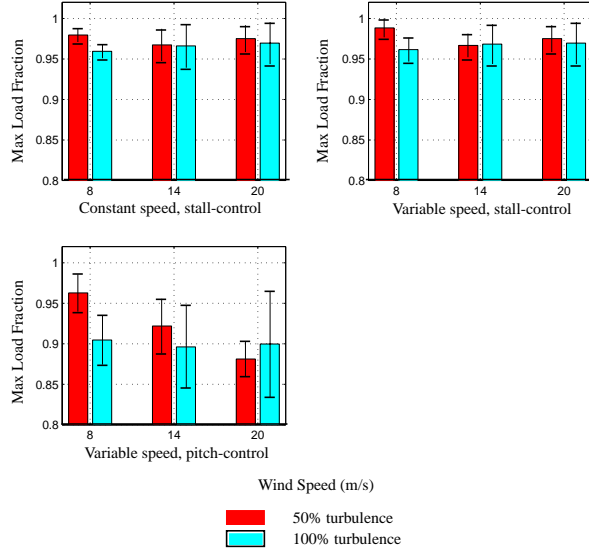 1
0.95
0.9
0.85
0.8
Max Load Fraction
8 14 20
Constant speed, stall-control
1
0.95
0.9
0.85
0.8
Max Load Fraction
8 14 20
Variable speed, stall-control
1
0.95
0.9
0.85
0.8
Max Load Fraction
8 14 20
Variable speed, pitch-control
Wind Speed (m/s)
50% turbulence
100% turbulence